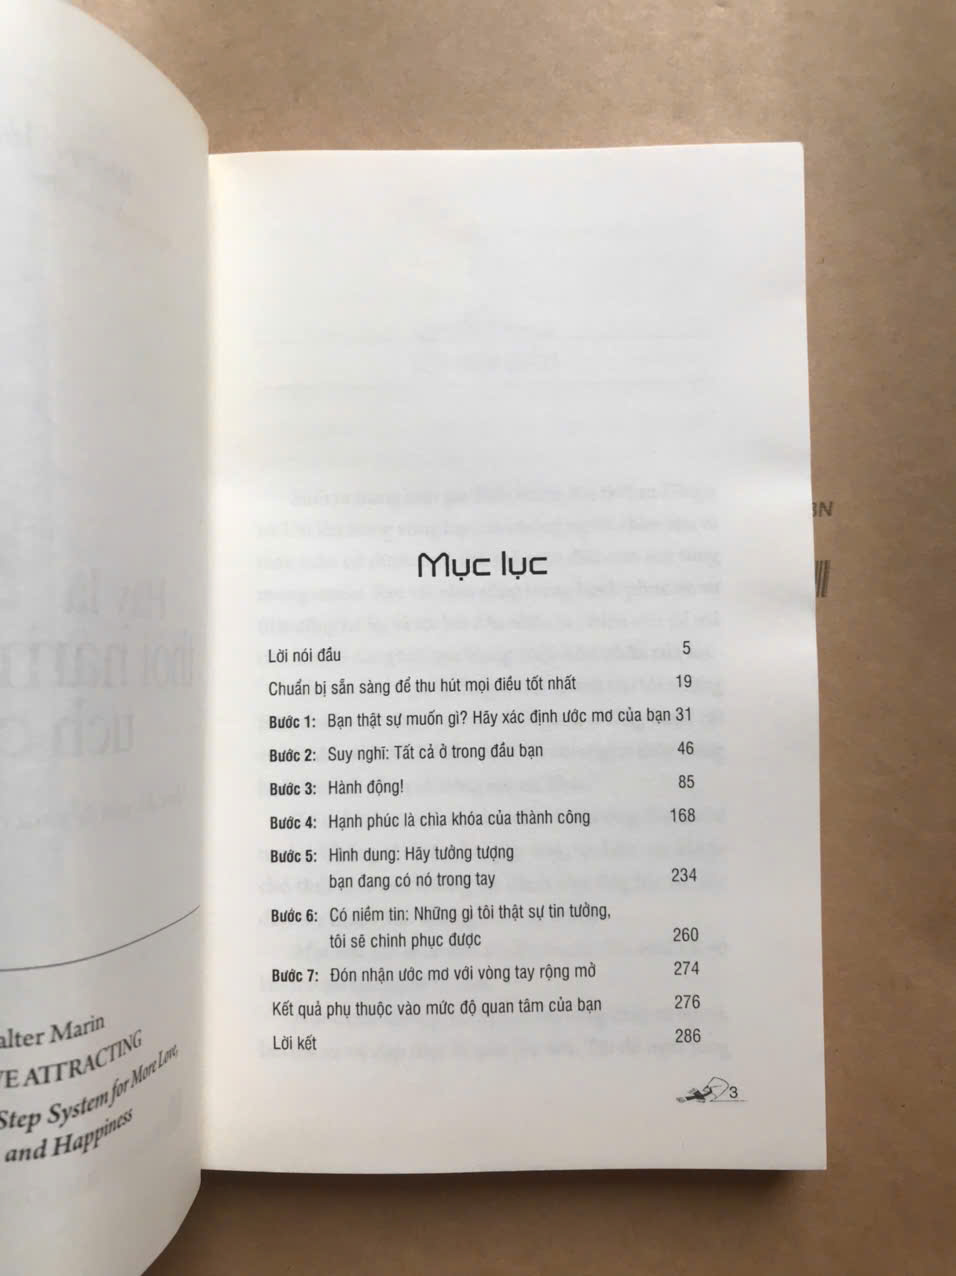 Mục lục
Lời nói đầu 5
Chuẩn bị sẵn sàng để thu hút mọi điều tốt nhất 19
Bước 1: Bạn thật sự muốn gì? Hãy xác định ước mơ của bạn 31
Bước 2: Suy nghĩ: Tất cả ở trong đầu bạn 46
Bước 3: Hành động! 85
Bước 4: Hạnh phúc là chìa khóa của thành công 168
Bước 5: Hình dung: Hãy tưởng tượng
bạn đang có nó trong tay 234
Bước 6: Có niềm tin: Những gì tôi thật sự tin tưởng,
tôi sẽ chinh phục được 260
Bước 7: Đón nhận ước mơ với vòng tay rộng mở 274
Kết quả phụ thuộc vào mức độ quan tâm của bạn 276
Lời kết 286
3
Marin
ATTRACTING
Step System for More Love,
and Happiness